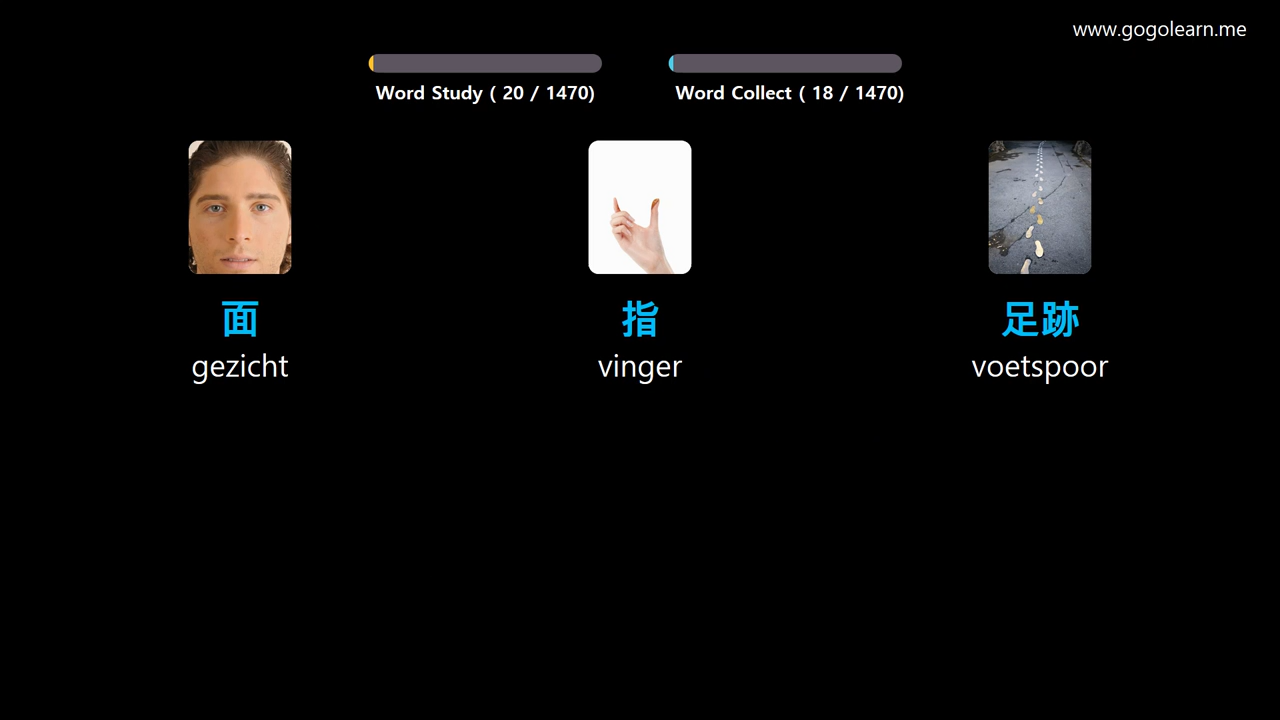 www.gogolearn.me
Word Study ( 20 / 1470)
Word Collect ( 18 / 1470)
面
指
足跡
gezicht
vinger
voetspoor